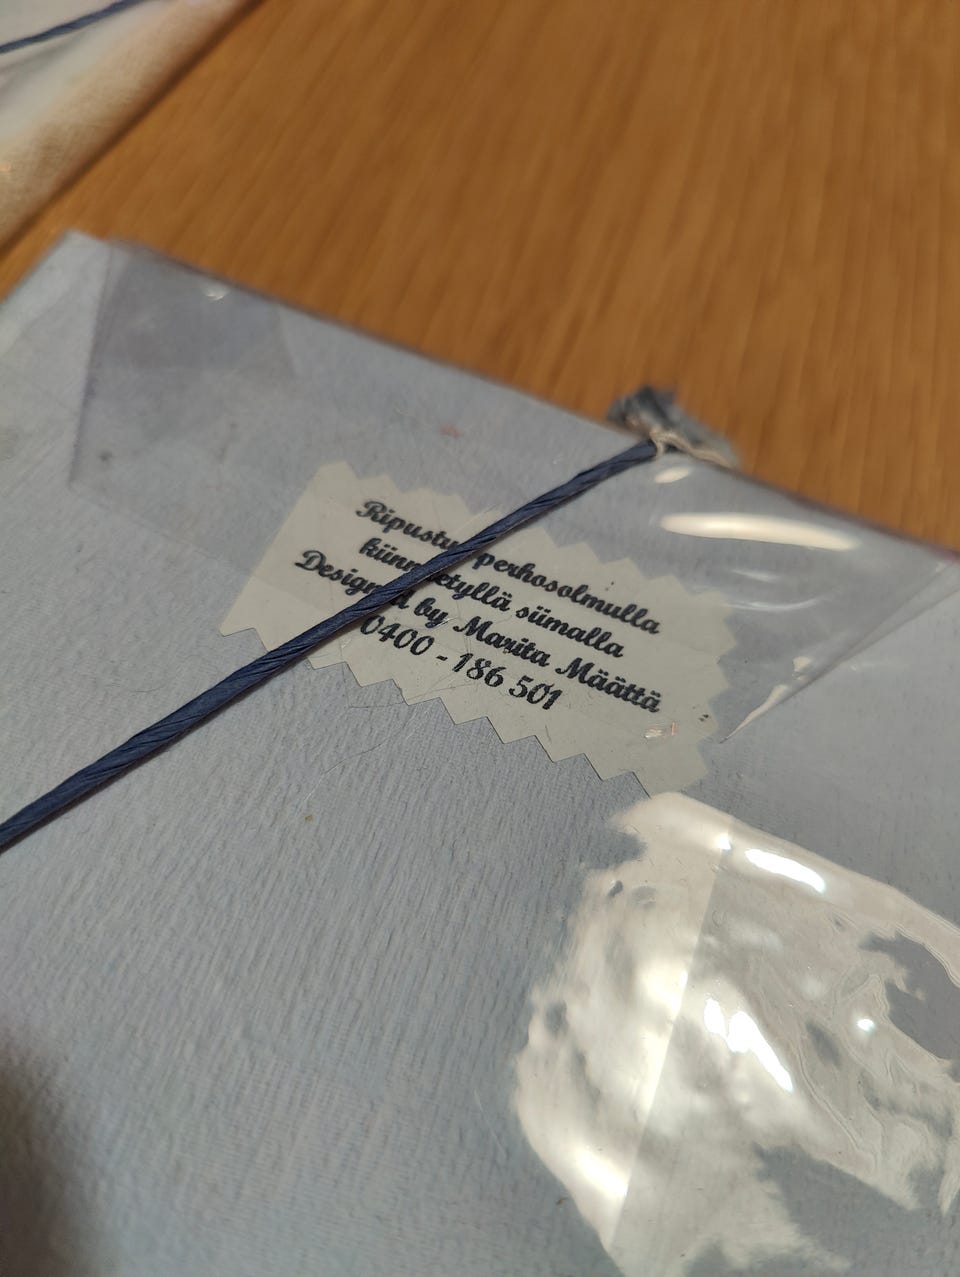 Ripustus perhosolmulla
kiinnitetyllä siimalla
Designed by Marita Määttä
0400 - 186 501